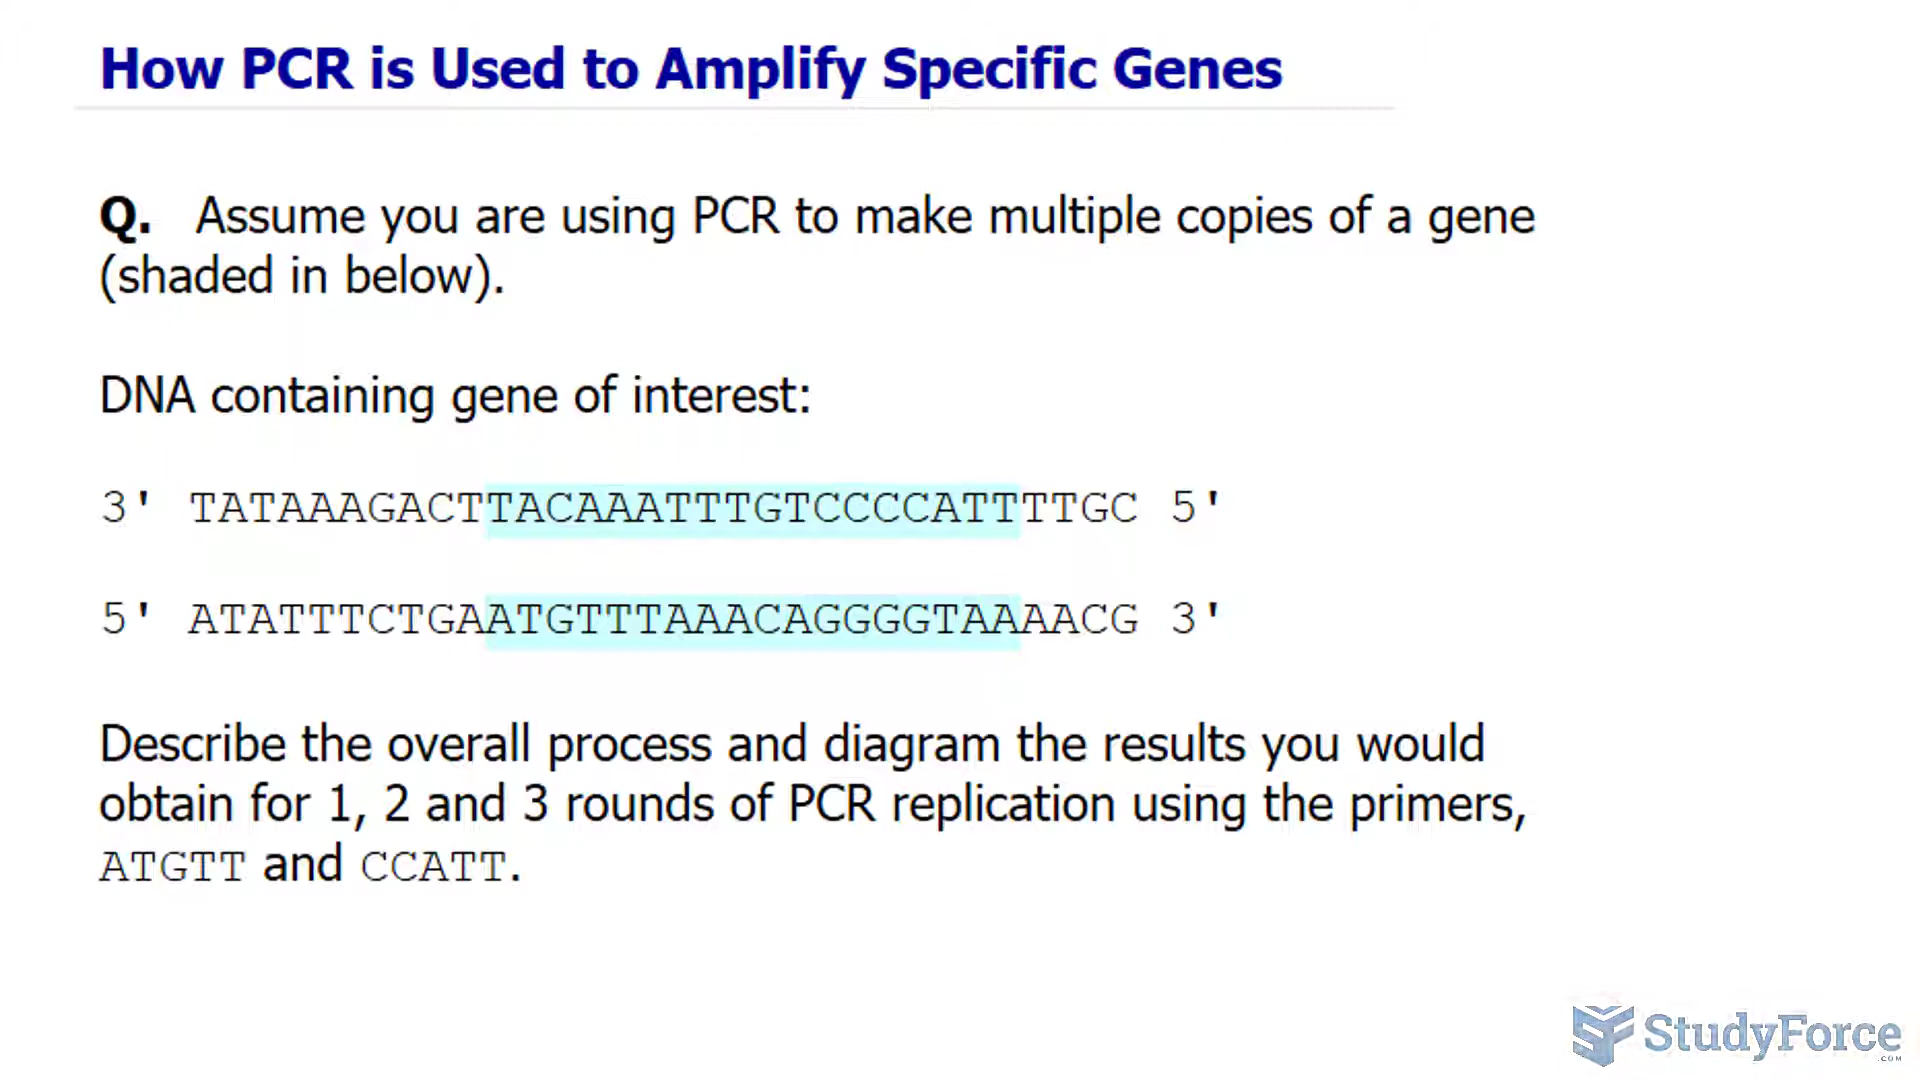 How PCR is Used to Amplify Specific Genes
Q. Assume you are using PCR to make multiple copies of a gene
(shaded in below).
DNA containing gene of interest:
3' TATAAAGACTTACAAATTTGTCCCCATTTTGC 5'
5' ATATTTCTGAATGTTTAAACAGGGGTAAAACG 3'
Describe the overall process and diagram the results you would
obtain for 1, 2 and 3 rounds of PCR replication using the primers,
ATGTT and CCATT.
StudyForce
.COM